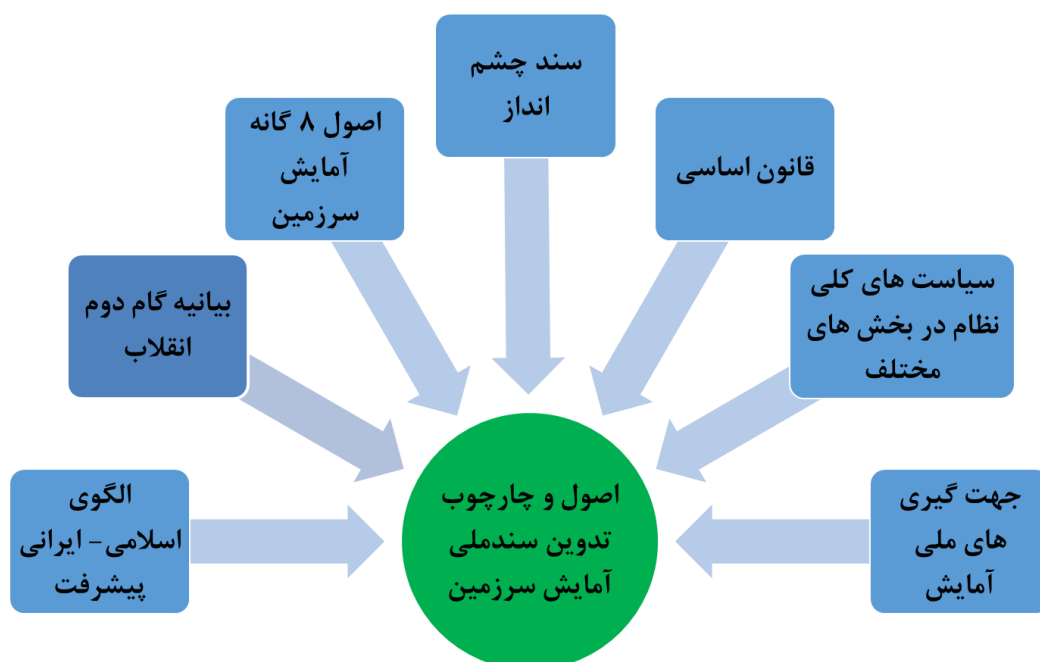 سند چشم
انداز
قانون اساسی
اصول ۸ گانه
آمایش
سرزمین
سیاست های کلی
نظام در بخش های
مختلف
بیانیه گام دوم
انقلاب
جهت گیری
های ملی
آمایش
اصول و چارچوب
تدوین سندملی
آمایش سرزمین
الگوی
اسلامی – ایرانی
پیشرفت